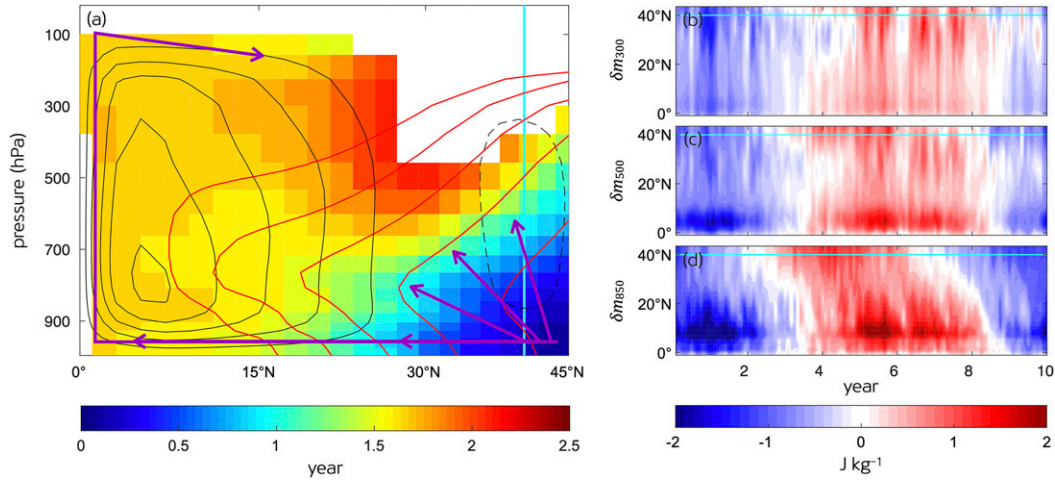 (a)
pressure (hPa)
100
300
500
700
900
0°
15°N
30°N
45°N
0
0.5
1
1.5
2
2.5
year
(b)
δm300
40°N
20°N
0°
(c)
δm500
40°N
20°N
0°
(d)
δm850
40°N
20°N
0°
2
4
6
8
10
year
-2
-1
0
1
2
J kg⁻¹